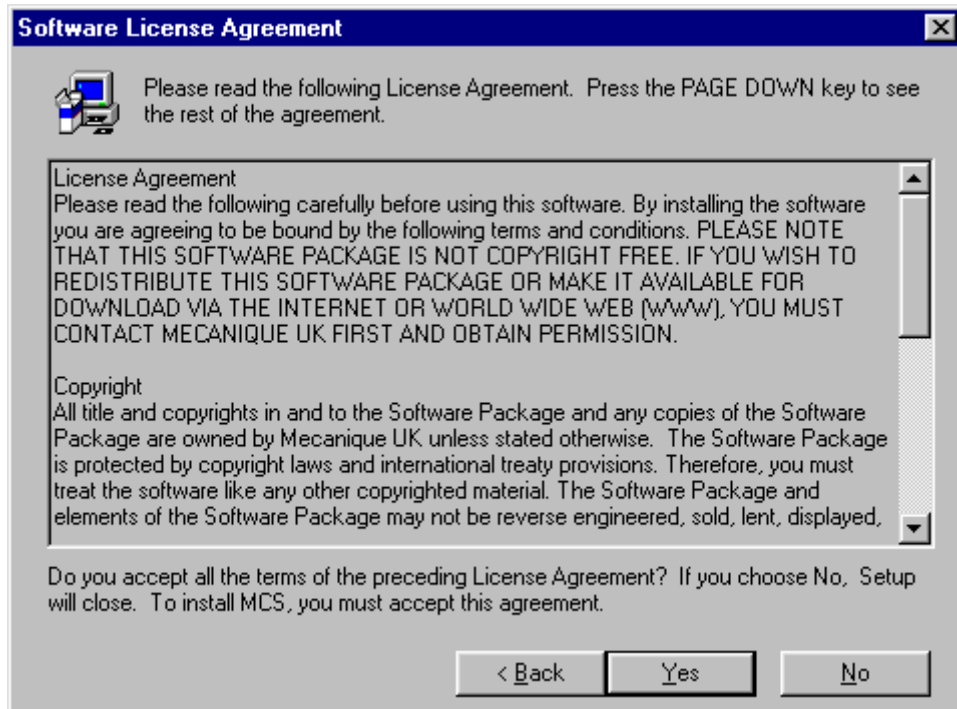 Software License Agreement
Please read the following License Agreement.  Press the PAGE DOWN key to see
the rest of the agreement.
License Agreement
Please read the following carefully before using this software. By installing the software
you are agreeing to be bound by the following terms and conditions. PLEASE NOTE
THAT THIS SOFTWARE PACKAGE IS NOT COPYRIGHT FREE. IF YOU WISH TO
REDISTRIBUTE THIS SOFTWARE PACKAGE OR MAKE IT AVAILABLE FOR
DOWNLOAD VIA THE INTERNET OR WORLD WIDE WEB (WWW), YOU MUST
CONTACT MECANIQUE UK FIRST AND OBTAIN PERMISSION.
Copyright
All title and copyrights in and to the Software Package and any copies of the Software
Package are owned by Mecanique UK unless stated otherwise.  The Software Package
is protected by copyright laws and international treaty provisions. Therefore, you must
treat the software like any other copyrighted material. The Software Package and
elements of the Software Package may not be reverse engineered, sold, lent, displayed,
Do you accept all the terms of the preceding License Agreement?  If you choose No,  Setup
will close.  To install MCS, you must accept this agreement.
< Back
Yes
No